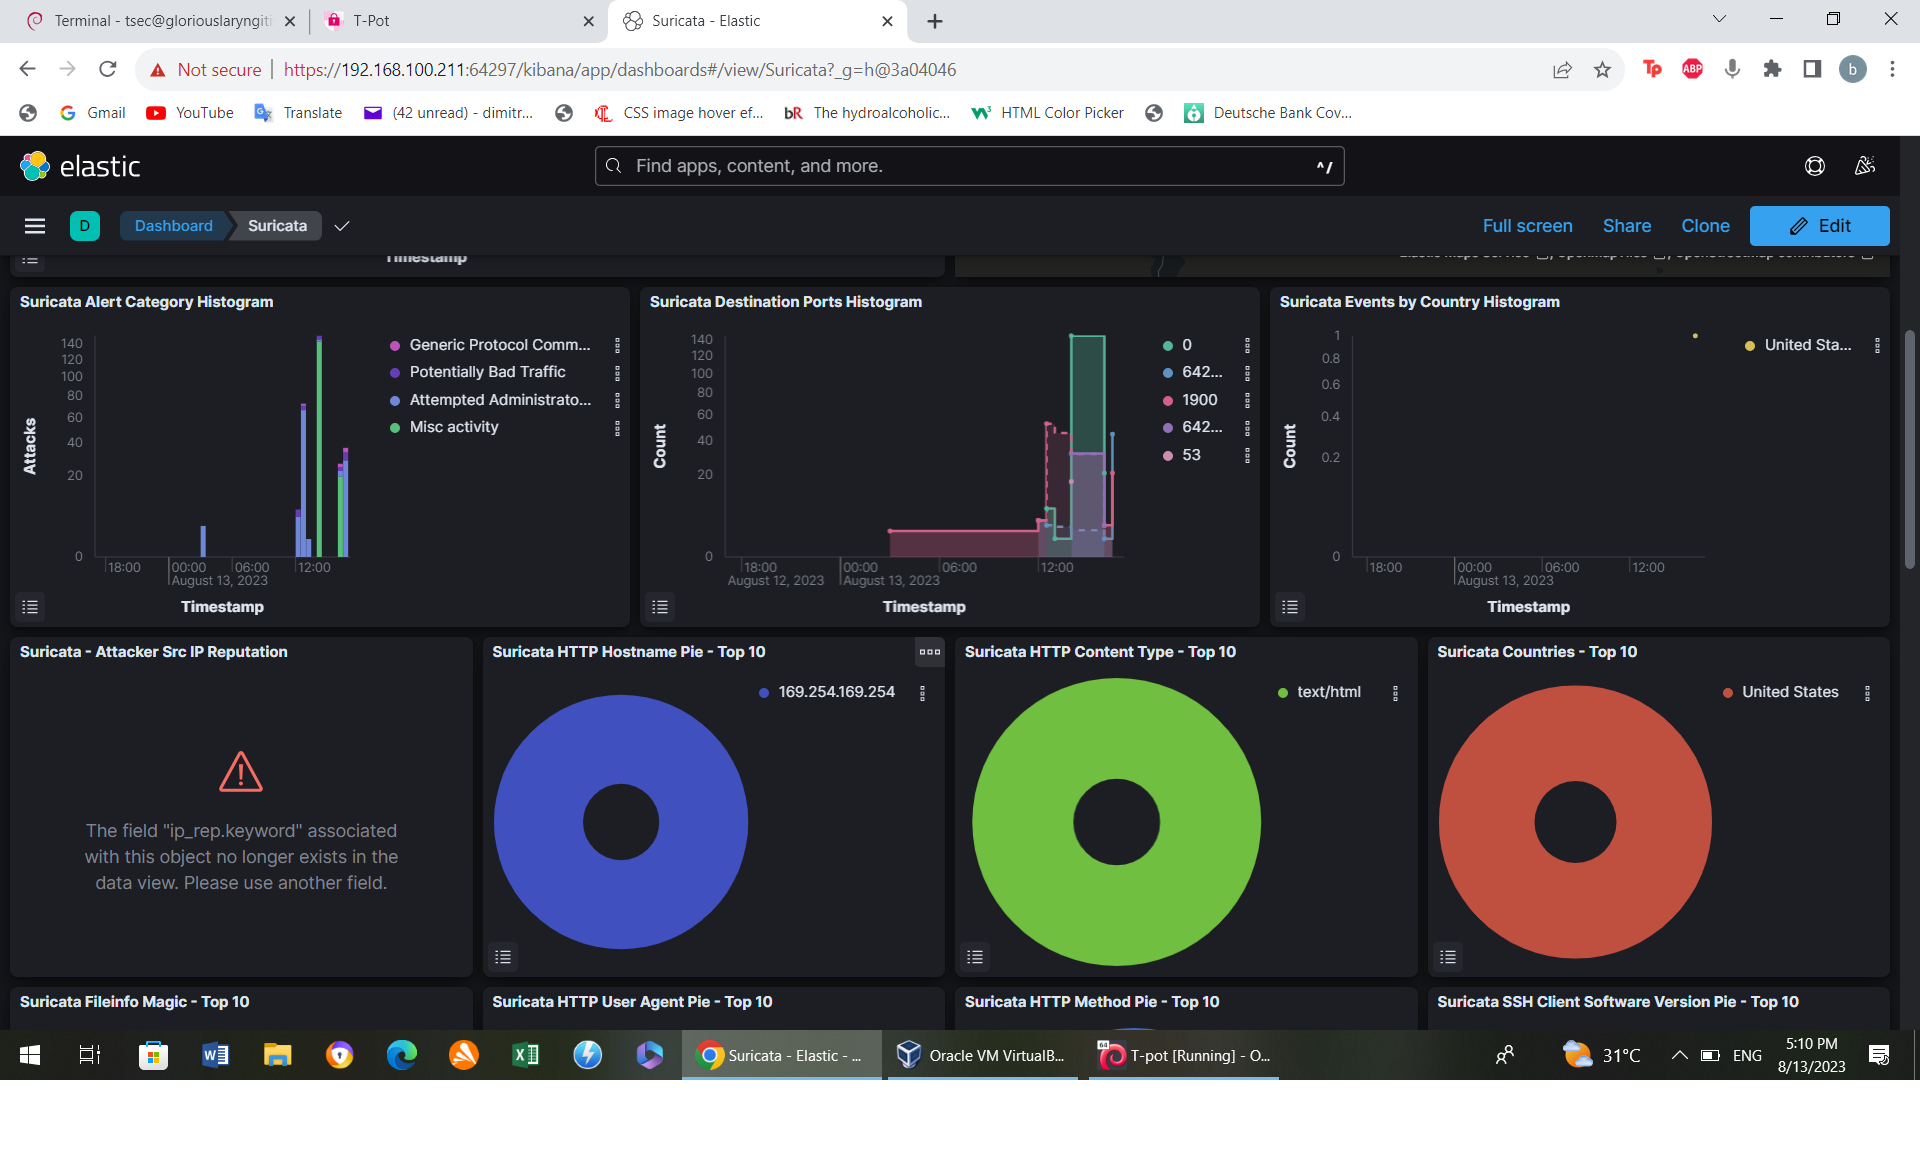 Terminal - tsec@gloriouslaryngiti
T-Pot
Suricata - Elastic
Not secure
https://192.168.100.211:64297/kibana/app/dashboards#/view/Suricata?_g=h@3a04046
TP
ABP
b
Gmail
YouTube
Translate
(42 unread) - dimitr...
CSS image hover ef...
bR
The hydroalcoholic...
HTML Color Picker
Deutsche Bank Cov...
elastic
Find apps, content, and more.
^/
D
Dashboard
Suricata
Full screen
Share
Clone
Edit
Timestamp
Elastic Maps Service, OpenMapTiles, OpenStreetMap contributors
Suricata Alert Category Histogram
Attacks
140
120
100
80
60
40
20
0
18:00
00:00
06:00
12:00
August 13, 2023
Timestamp
Generic Protocol Comm...
Potentially Bad Traffic
Attempted Administrato...
Misc activity
Suricata Destination Ports Histogram
Count
140
120
100
80
60
40
20
0
18:00
00:00
06:00
12:00
August 12, 2023
August 13, 2023
Timestamp
0
642...
1900
642...
53
Suricata Events by Country Histogram
Count
1
0.8
0.6
0.4
0.2
0
18:00
00:00
06:00
12:00
August 13, 2023
Timestamp
United Sta...
Suricata - Attacker Src IP Reputation
The field "ip_rep.keyword" associated
with this object no longer exists in the
data view. Please use another field.
Suricata HTTP Hostname Pie - Top 10
169.254.169.254
Suricata HTTP Content Type - Top 10
text/html
Suricata Countries - Top 10
United States
Suricata Fileinfo Magic - Top 10
Suricata HTTP User Agent Pie - Top 10
Suricata HTTP Method Pie - Top 10
Suricata SSH Client Software Version Pie - Top 10
Suricata - Elastic - ...
Oracle VM VirtualB...
64
T-pot [Running] - O...
31°C
ENG
5:10 PM
8/13/2023